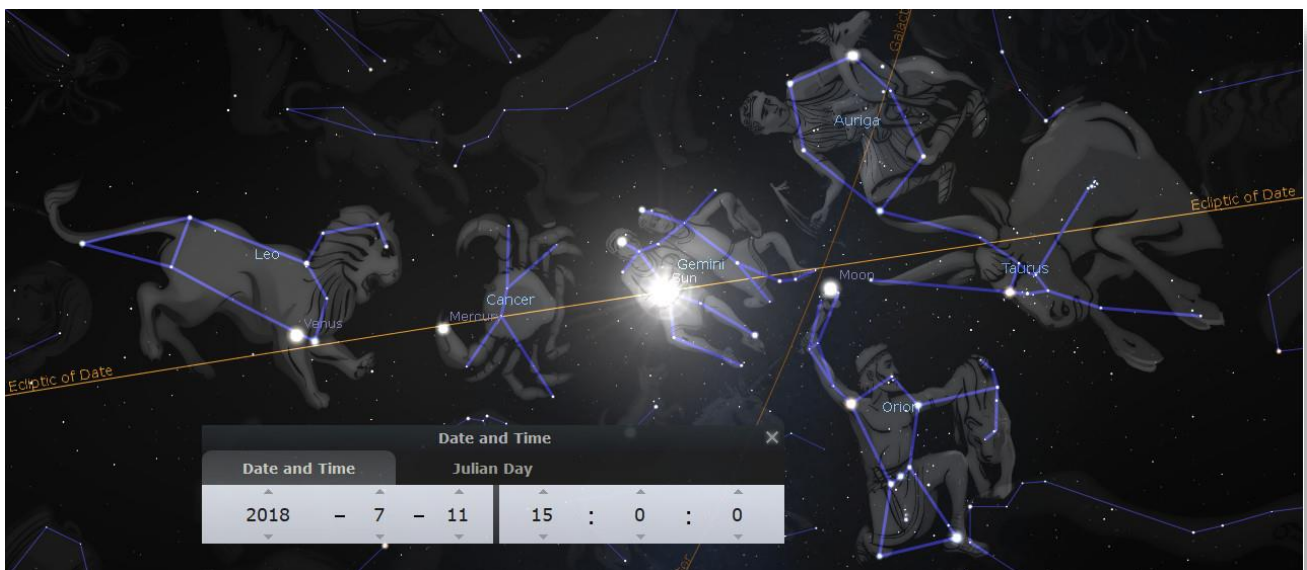 Galact
Auriga
Ecliptic of Date
Leo
Gemini
Sun
Moon
Taurus
Cancer
Venus
Mercury
Ecliptic of Date
Orion
Date and Time
Date and Time Julian Day
2018 – 7 – 11 15 : 0 : 0